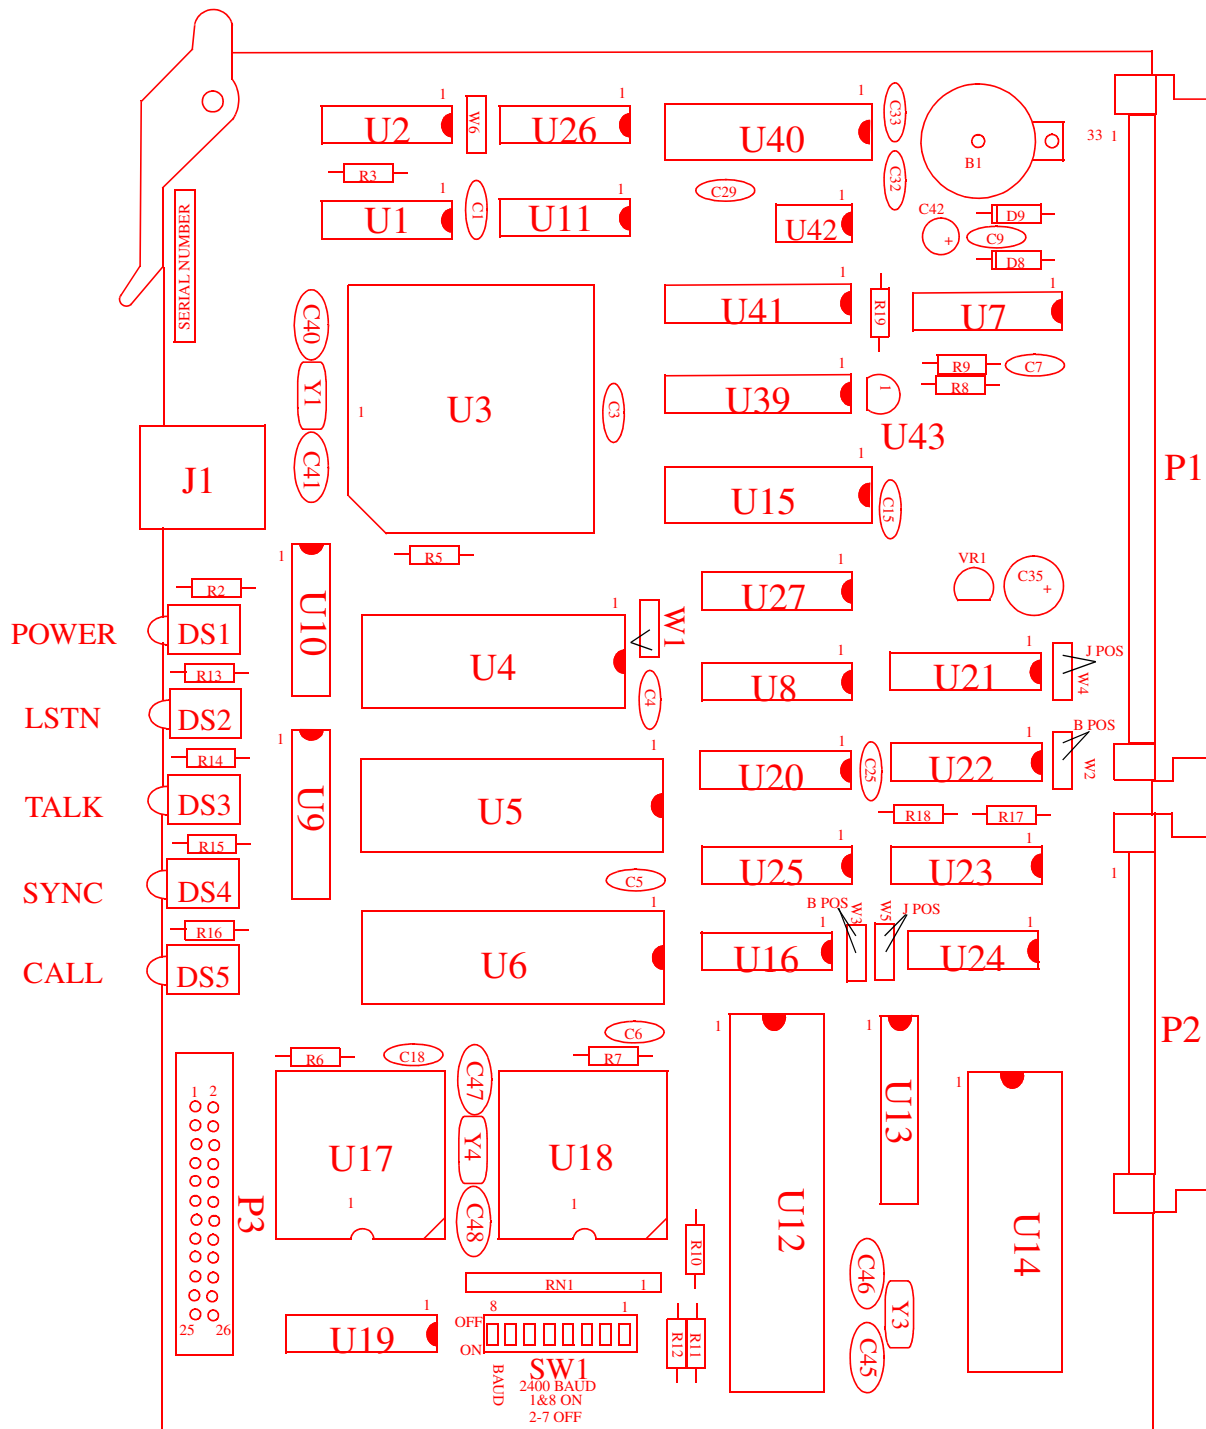 1
1
1
U2
W6
U26
U40
C33
33
1
B1
R3
C29
C32
1
1
SERIAL NUMBER
U1
C1
U11
1
U42
C42
+
C9
D9
D8
1
1
C40
U41
R19
U7
Y1
1
U3
C3
1
U39
1
R9
R8
C7
U43
C41
J1
1
U15
C15
P1
1
R5
1
VR1
C35
+
R2
U10
U27
POWER
DS1
1
U4
W1
1
1
J POS
R13
C4
U8
U21
W4
LSTN
DS2
1
1
1
1
B POS
R14
U9
U20
C25
U22
W2
TALK
DS3
U5
R18
R17
R15
1
1
1
SYNC
DS4
C5
U25
U23
1
B POS
W3
W5
J POS
R16
1
1
CALL
DS5
U6
U16
U24
P2
C6
1
1
R6
C18
R7
1
1
2
C47
U13
U17
Y4
U18
1
1
C48
P3
U12
U14
R10
C46
RN1
1
25
26
1
8
1
OFF
ON
U19
R12
R11
Y3
C45
BAUD
SW1
2400 BAUD
1&8 ON
2-7 OFF